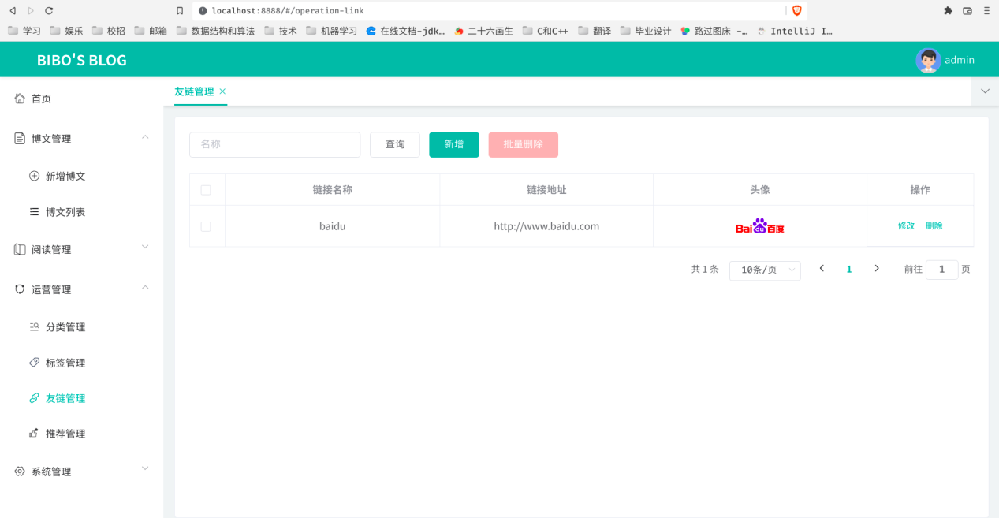 localhost:8888/#/operation-link
学习 娱乐 校招 邮箱 数据结构和算法 技术 机器学习 在线文档-jdk… 二十六画生 C和C++ 翻译 毕业设计 路过图床 -… IntelliJ I…
BIBO'S BLOG
admin
首页
博文管理
新增博文
博文列表
阅读管理
运营管理
分类管理
标签管理
友链管理
推荐管理
系统管理
友链管理 ×
名称 查询 新增 批量删除
链接名称 链接地址 头像 操作
baidu http://www.baidu.com Bai du 百度 修改 删除
共 1 条 10条/页 1 前往 1 页